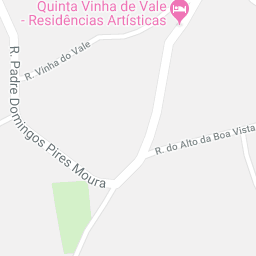 Quinta Vinha de Vale
- Residências Artísticas
R. Vinha do Vale
R. Padre Domingos Pires Moura
R. do Alto da Boa Vista